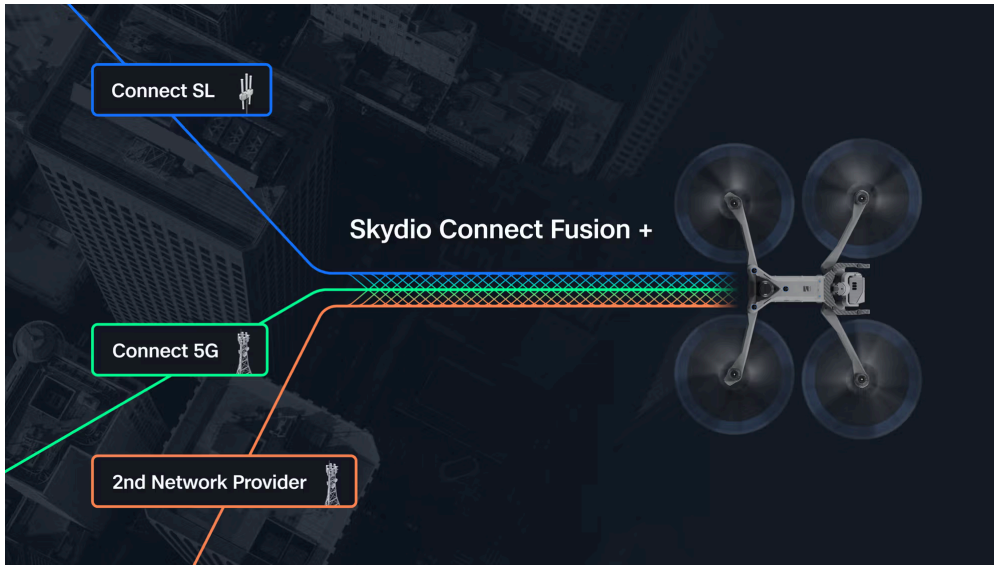 Connect SL
Skydio Connect Fusion +
Connect 5G
2nd Network Provider